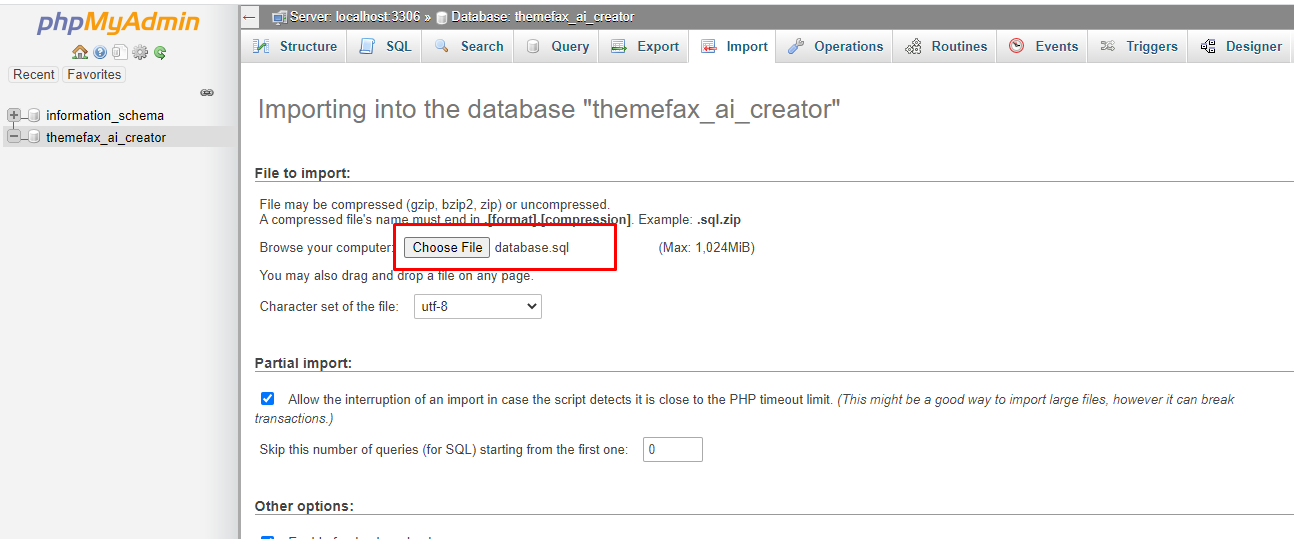 phpMyAdmin
Recent Favorites
information_schema
themefax_ai_creator
Server: localhost:3306 » Database: themefax_ai_creator
Structure SQL Search Query Export Import Operations Routines Events Triggers Designer
Importing into the database "themefax_ai_creator"
File to import:
File may be compressed (gzip, bzip2, zip) or uncompressed.
A compressed file's name must end in .[format].[compression]. Example: .sql.zip
Browse your computer: Choose File database.sql (Max: 1,024MiB)
You may also drag and drop a file on any page.
Character set of the file: utf-8
Partial import:
Allow the interruption of an import in case the script detects it is close to the PHP timeout limit. (This might be a good way to import large files, however it can break
transactions.)
Skip this number of queries (for SQL) starting from the first one: 0
Other options: